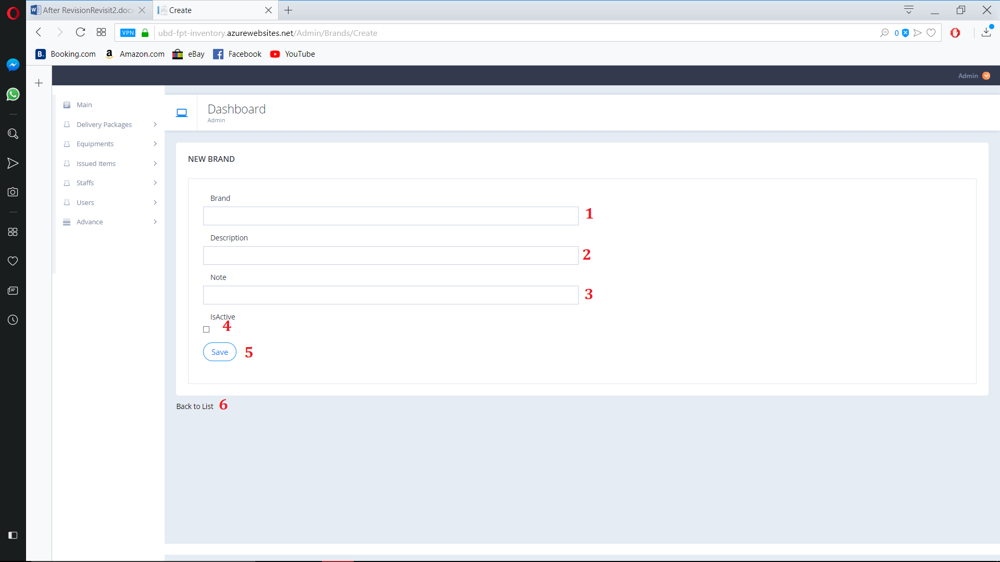 After RevisionRevisit2.docx
Create
VPN
ubd-fpt-inventory.azurewebsites.net/Admin/Brands/Create
0
B. Booking.com
a Amazon.com
eBay
Facebook
YouTube
Admin
Main
Delivery Packages
Equipments
Issued Items
Staffs
Users
Advance
Dashboard
Admin
NEW BRAND
Brand
1
Description
2
Note
3
IsActive
4
Save 5
Back to List 6